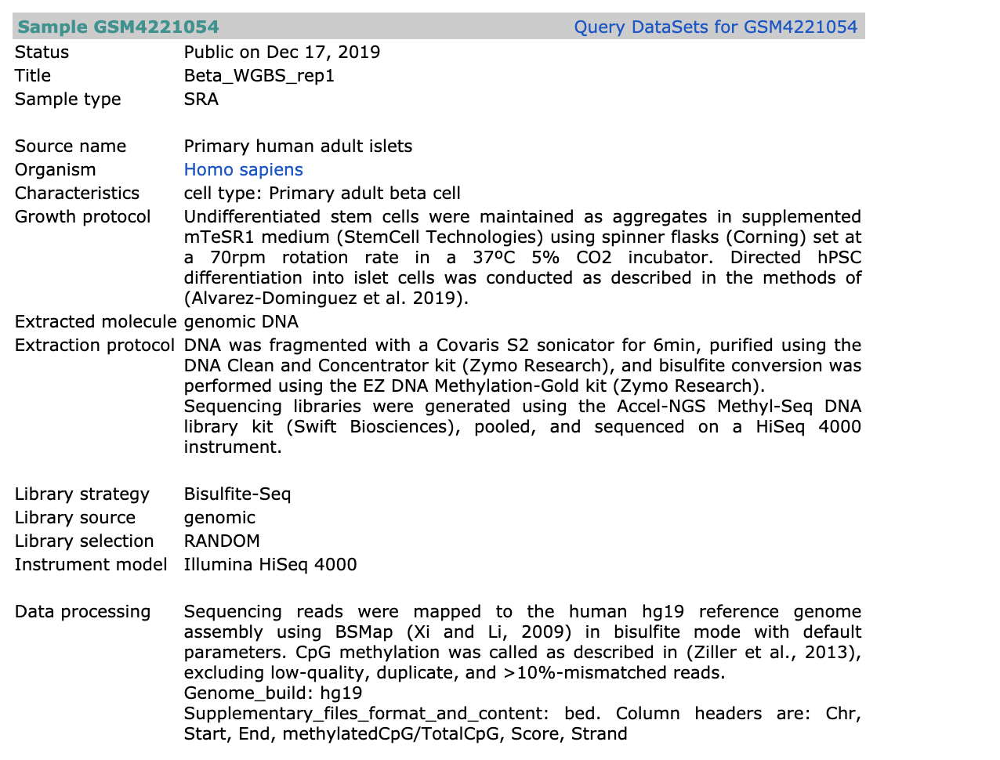 Sample GSM4221054 Query DataSets for GSM4221054
Status Public on Dec 17, 2019
Title Beta_WGBS_rep1
Sample type SRA
Source name Primary human adult islets
Organism Homo sapiens
Characteristics cell type: Primary adult beta cell
Growth protocol Undifferentiated stem cells were maintained as aggregates in supplemented
mTeSR1 medium (StemCell Technologies) using spinner flasks (Corning) set at
a 70rpm rotation rate in a 37ºC 5% CO2 incubator. Directed hPSC
differentiation into islet cells was conducted as described in the methods of
(Alvarez-Dominguez et al. 2019).
Extracted molecule genomic DNA
Extraction protocol DNA was fragmented with a Covaris S2 sonicator for 6min, purified using the
DNA Clean and Concentrator kit (Zymo Research), and bisulfite conversion was
performed using the EZ DNA Methylation-Gold kit (Zymo Research).
Sequencing libraries were generated using the Accel-NGS Methyl-Seq DNA
library kit (Swift Biosciences), pooled, and sequenced on a HiSeq 4000
instrument.
Library strategy Bisulfite-Seq
Library source genomic
Library selection RANDOM
Instrument model Illumina HiSeq 4000
Data processing Sequencing reads were mapped to the human hg19 reference genome
assembly using BSMap (Xi and Li, 2009) in bisulfite mode with default
parameters. CpG methylation was called as described in (Ziller et al., 2013),
excluding low-quality, duplicate, and >10%-mismatched reads.
Genome_build: hg19
Supplementary_files_format_and_content: bed. Column headers are: Chr,
Start, End, methylatedCpG/TotalCpG, Score, Strand